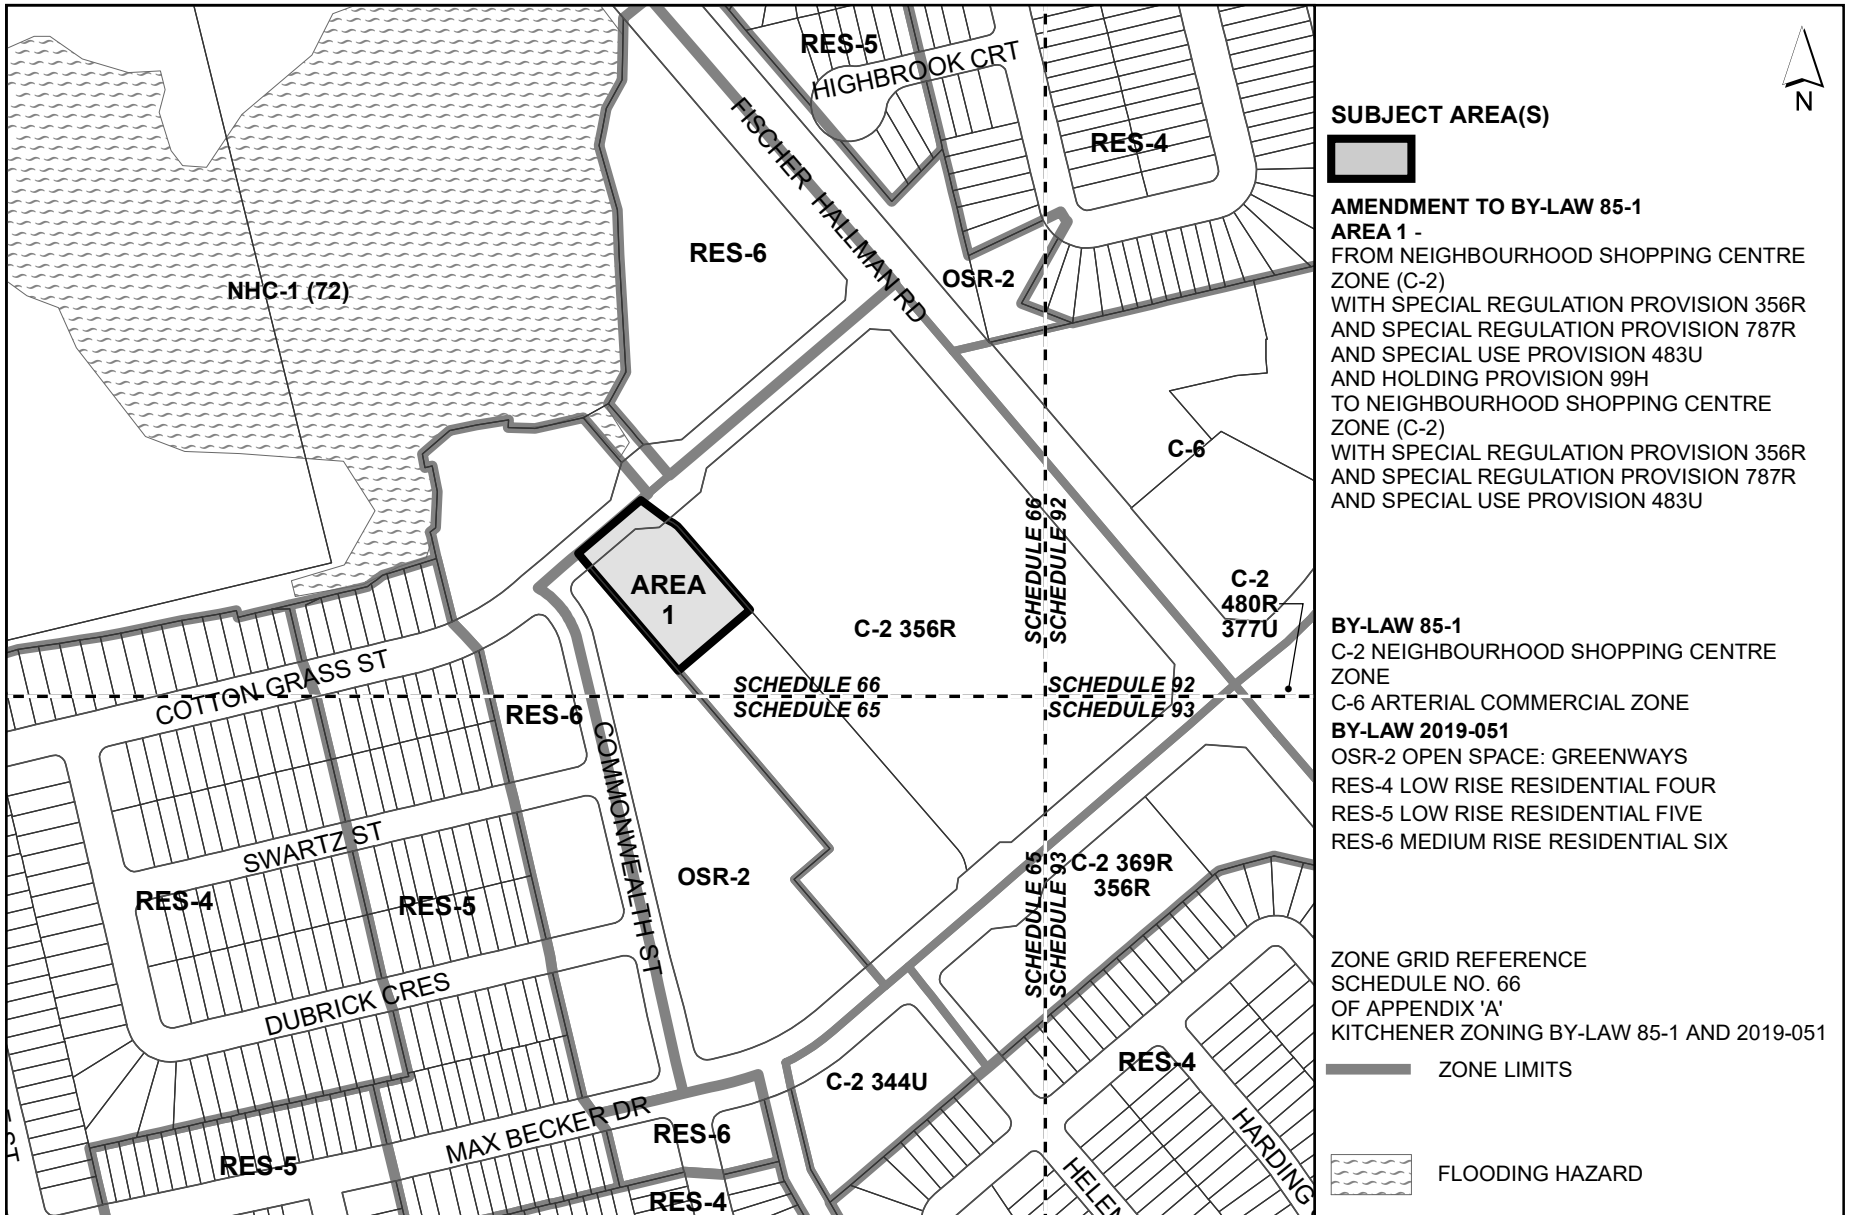 RES-5
HIGHBROOK CRT
RES-4
FISCHER HALLMAN RD
RES-6
OSR-2
NHC-1 (72)
C-6
SCHEDULE 66
SCHEDULE 92
AREA
1
C-2
480R
377U
C-2 356R
COTTON GRASS ST
SCHEDULE 66
SCHEDULE 65
SCHEDULE 92
SCHEDULE 93
RES-6
COMMONWEALTH ST
SWARTZ ST
OSR-2
RES-4
RES-5
SCHEDULE 65
SCHEDULE 93
C-2 369R
356R
DUBRICK CRES
C-2 344U
RES-4
MAX BECKER DR
RES-6
RES-5
RES-4
HARDING
HELEN
ST
N
SUBJECT AREA(S)
AMENDMENT TO BY-LAW 85-1
AREA 1 -
FROM NEIGHBOURHOOD SHOPPING CENTRE
ZONE (C-2)
WITH SPECIAL REGULATION PROVISION 356R
AND SPECIAL REGULATION PROVISION 787R
AND SPECIAL USE PROVISION 483U
AND HOLDING PROVISION 99H
TO NEIGHBOURHOOD SHOPPING CENTRE
ZONE (C-2)
WITH SPECIAL REGULATION PROVISION 356R
AND SPECIAL REGULATION PROVISION 787R
AND SPECIAL USE PROVISION 483U
BY-LAW 85-1
C-2 NEIGHBOURHOOD SHOPPING CENTRE
ZONE
C-6 ARTERIAL COMMERCIAL ZONE
BY-LAW 2019-051
OSR-2 OPEN SPACE: GREENWAYS
RES-4 LOW RISE RESIDENTIAL FOUR
RES-5 LOW RISE RESIDENTIAL FIVE
RES-6 MEDIUM RISE RESIDENTIAL SIX
ZONE GRID REFERENCE
SCHEDULE NO. 66
OF APPENDIX 'A'
KITCHENER ZONING BY-LAW 85-1 AND 2019-051
ZONE LIMITS
FLOODING HAZARD